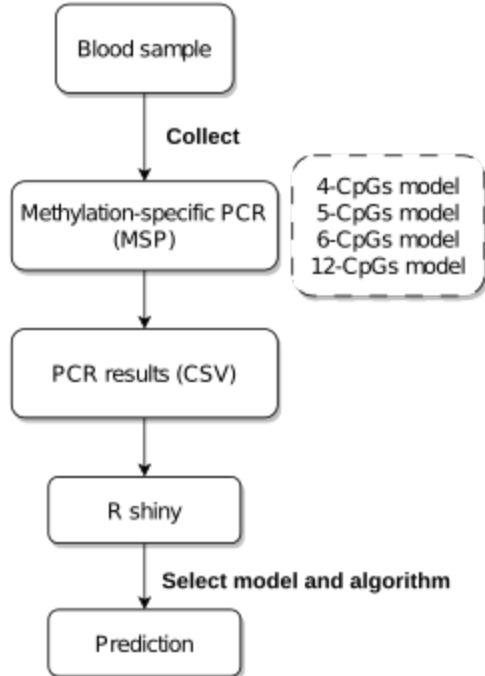 Blood sample
Collect
Methylation-specific PCR
(MSP)
4-CpGs model
5-CpGs model
6-CpGs model
12-CpGs model
PCR results (CSV)
R shiny
Select model and algorithm
Prediction